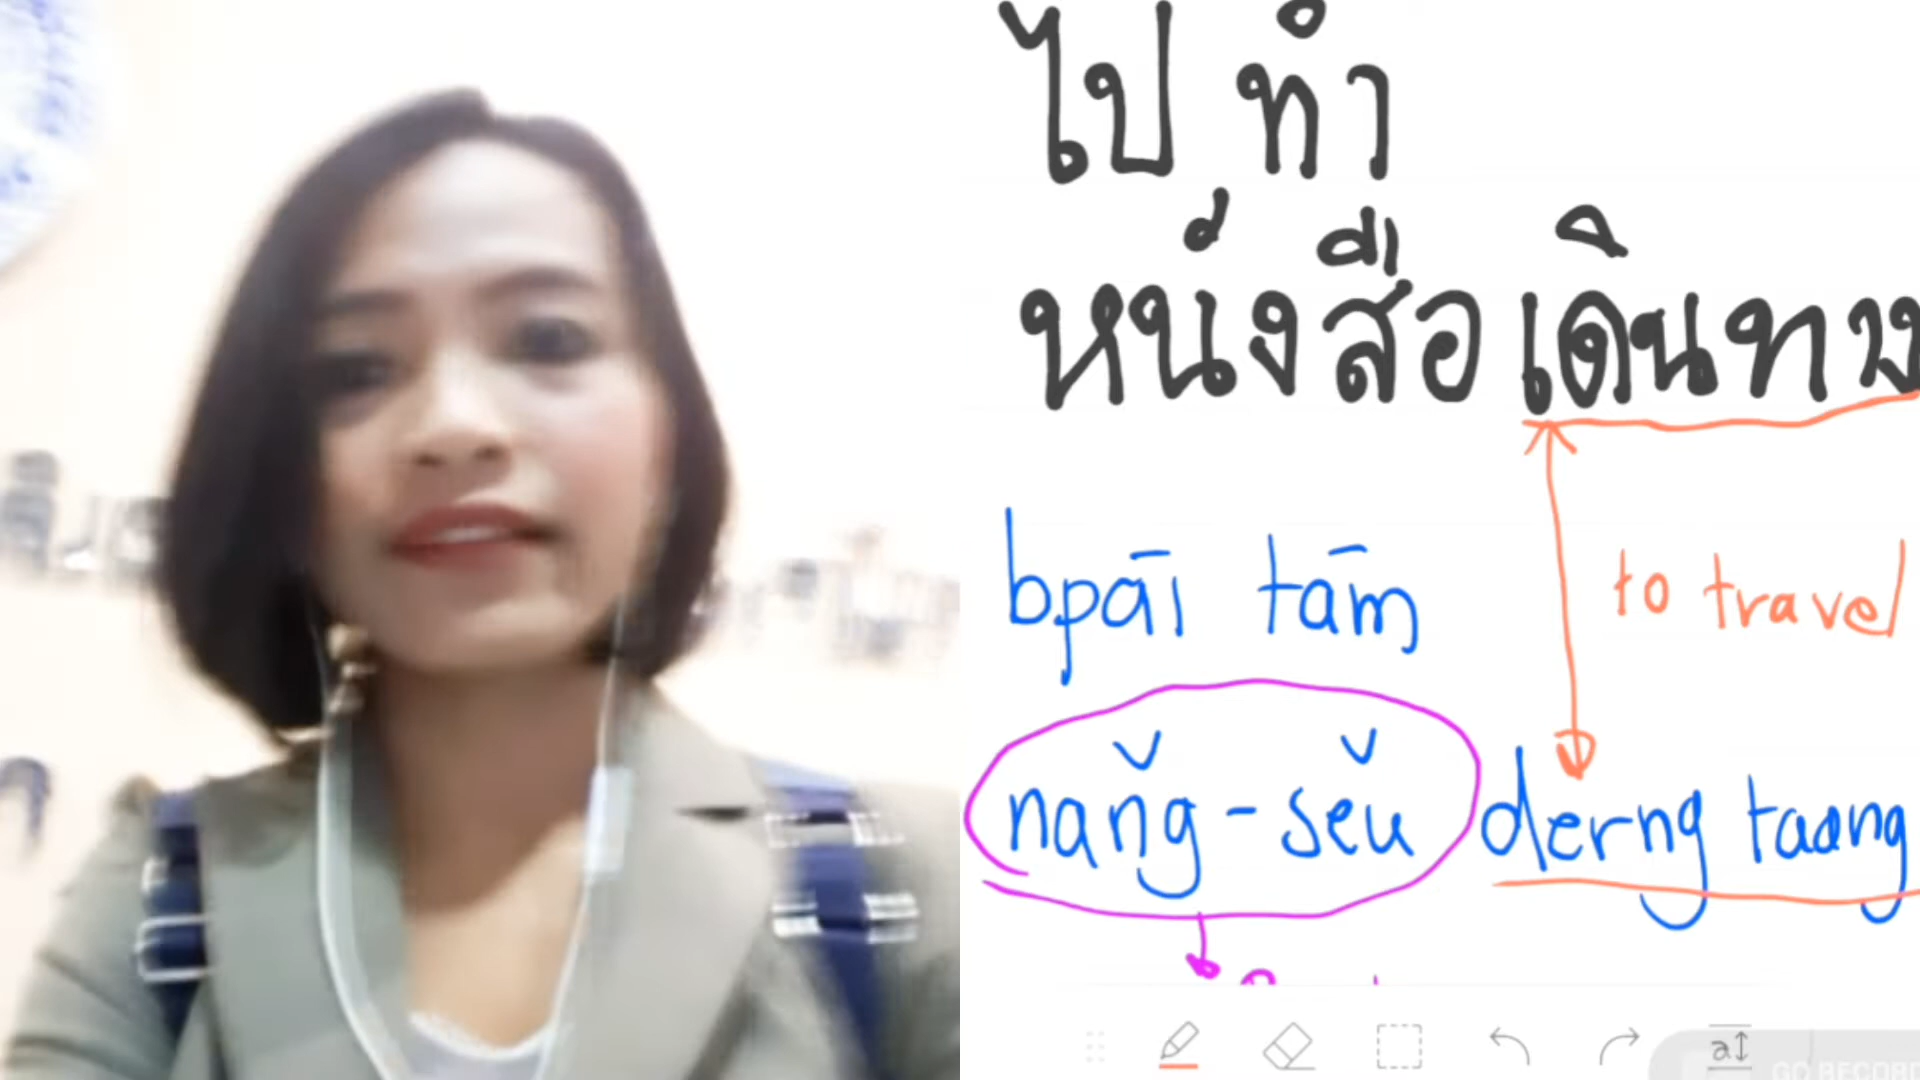 ไป ทำ
หนังสือ เดินทาง
bpāi tām
to travel
nǎng-sěu derng taang